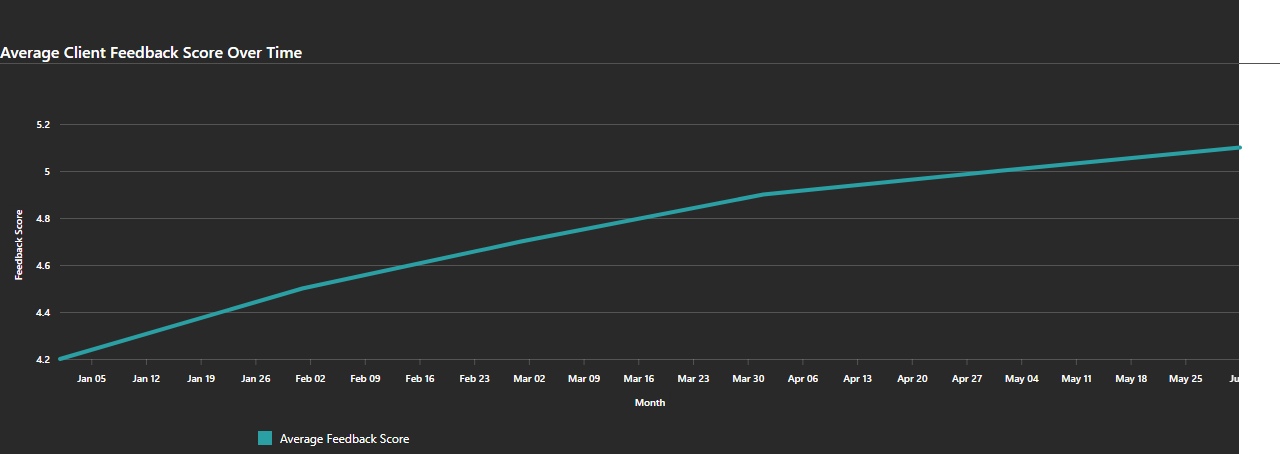 Average Client Feedback Score Over Time
5.2
5
4.8
4.6
4.4
4.2
Feedback Score
Jan 05 Jan 12 Jan 19 Jan 26 Feb 02 Feb 09 Feb 16 Feb 23 Mar 02 Mar 09 Mar 16 Mar 23 Mar 30 Apr 06 Apr 13 Apr 20 Apr 27 May 04 May 11 May 18 May 25 Ju
Month
Average Feedback Score